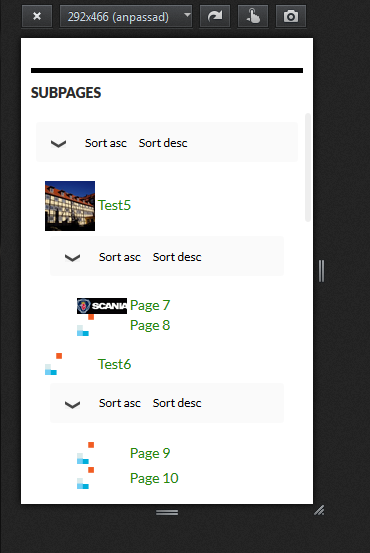 292x466 (anpassad)
SUBPAGES
Sort asc Sort desc
Test5
Sort asc Sort desc
SCANIA Page 7
Page 8
Test6
Sort asc Sort desc
Page 9
Page 10